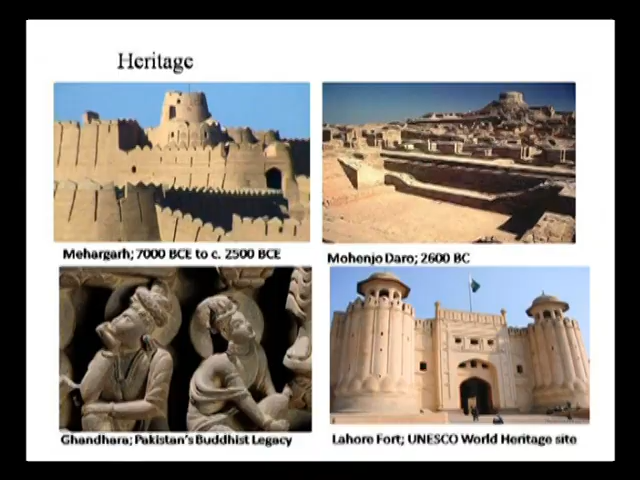 Heritage
Mehargarh; 7000 BCE to c. 2500 BCE
Mohenjo Daro; 2600 BC
Ghandhara; Pakistan's Buddhist Legacy
Lahore Fort; UNESCO World Heritage site